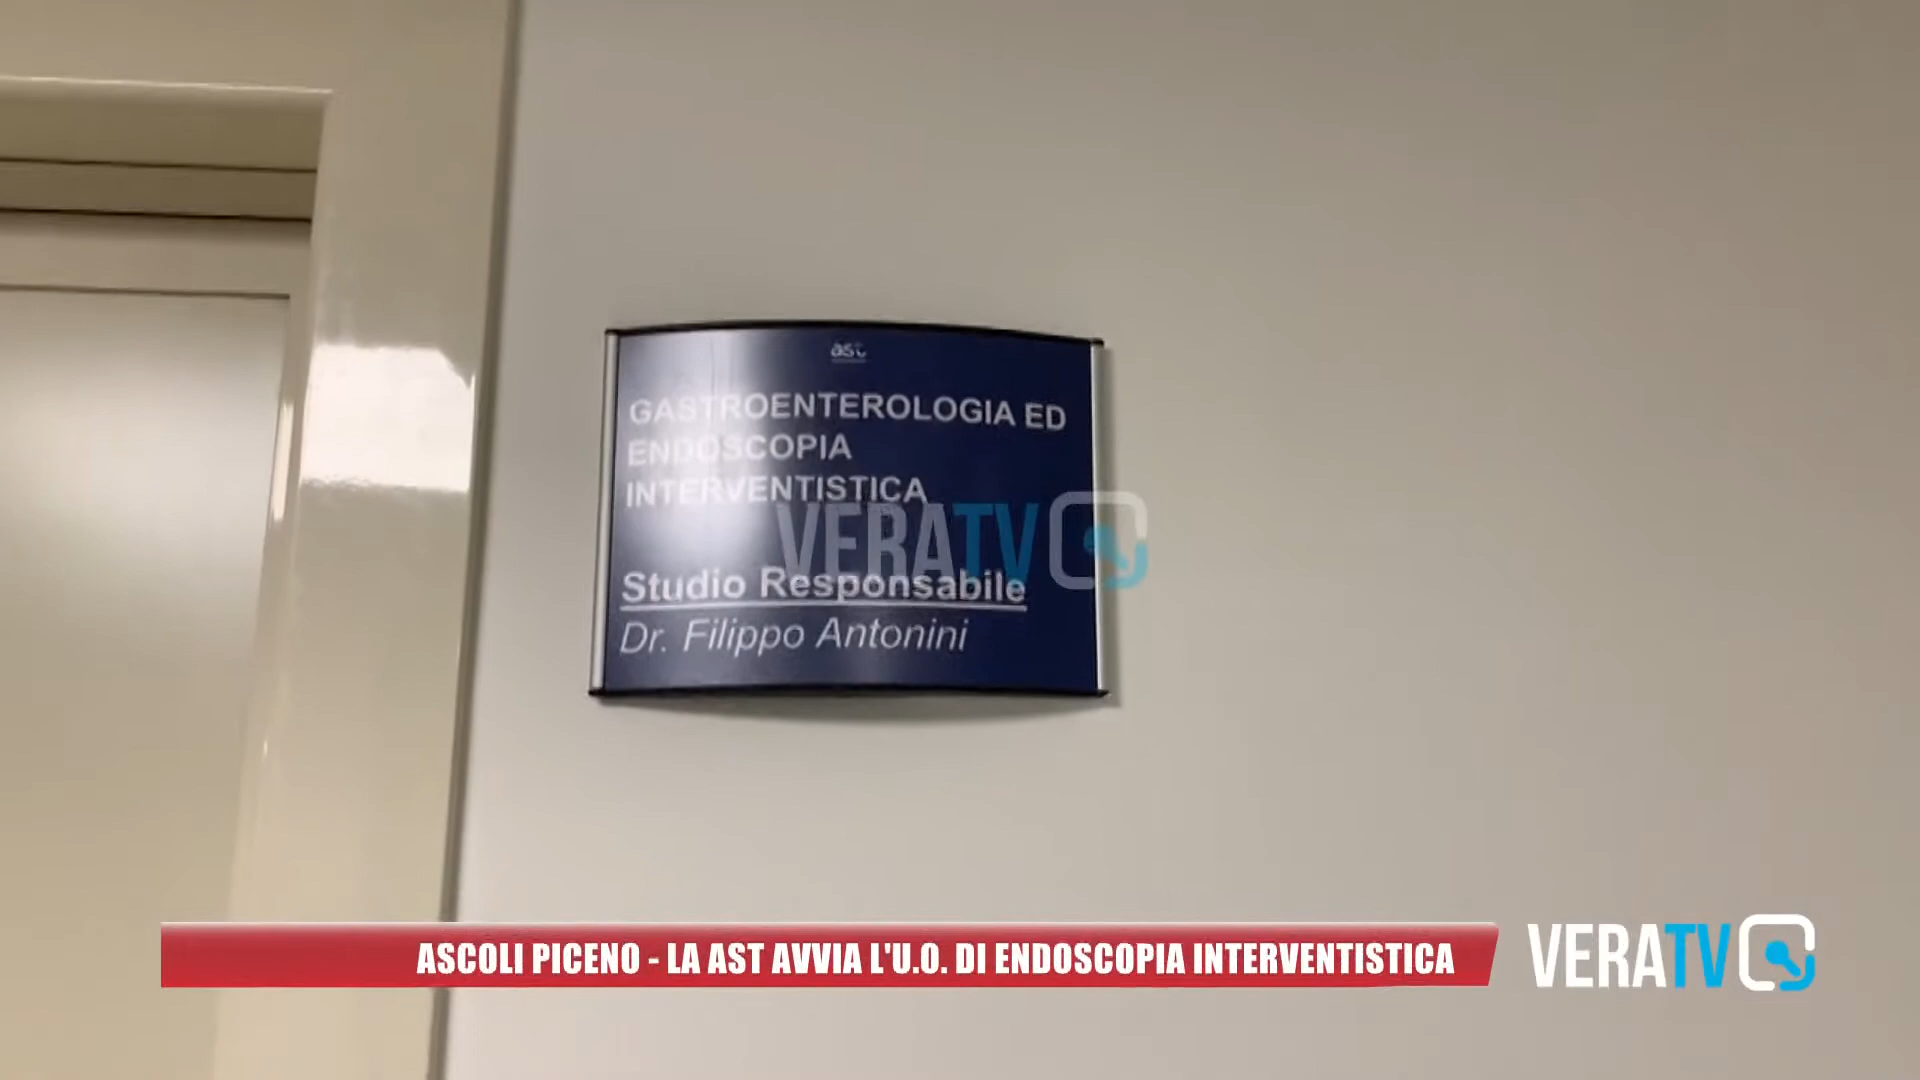 ast
GASTROENTEROLOGIA ED
ENDOSCOPIA
INTERVENTISTICA
VERATV
Studio Responsabile
Dr. Filippo Antonini
ASCOLI PICENO - LA AST AVVIA L'U.O. DI ENDOSCOPIA INTERVENTISTICA
VERATV